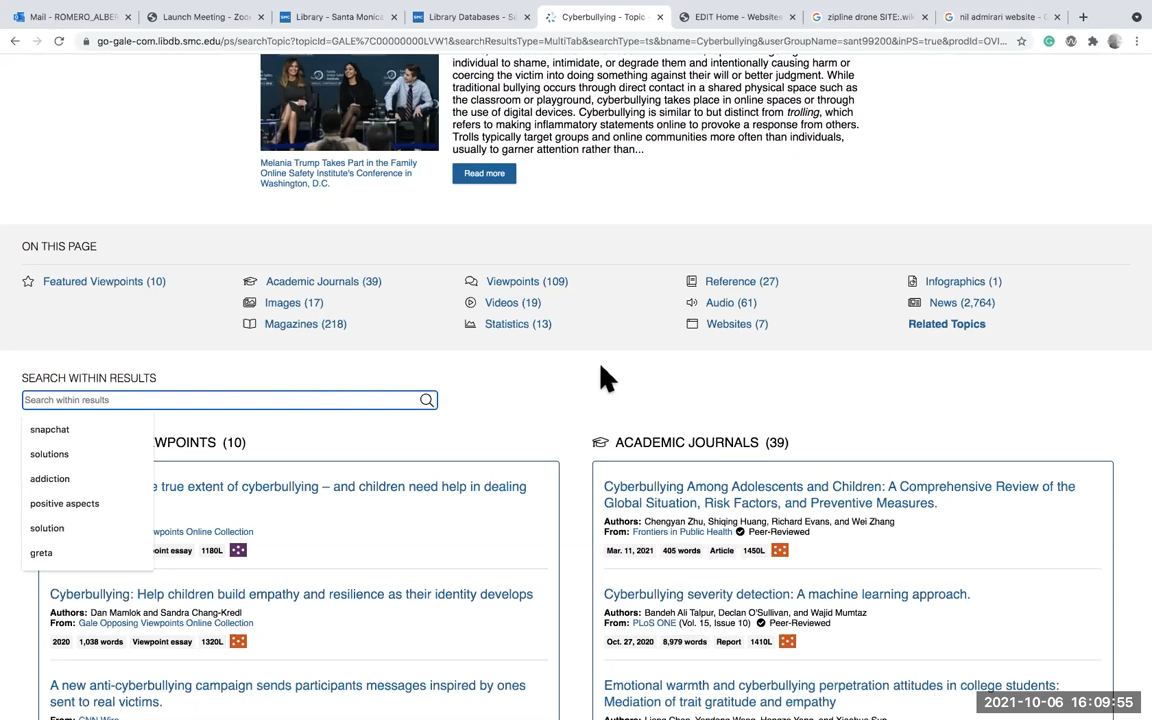 Mail - ROMERO_ALBER
Launch Meeting - Zoo
Library - Santa Monica
Library Databases - S
Cyberbullying - Topic -
EDIT Home - Websites
zipline drone SITE:.wik
nil admirari website - G
go-gale-com.libdb.smc.edu/ps/searchTopic?topicId=GALE%7C00000000LVW1&searchResultsType=MultiTab&searchType=ts&bname=Cyberbullying&userGroupName=sant99200&inPS=true&prodId=OVI...
individual to shame, intimidate, or degrade them and intentionally causing harm or
coercing the victim into doing something against their will or better judgment. While
traditional bullying occurs through direct contact in a shared physical space such as
the classroom or playground, cyberbullying takes place in online spaces or through
the use of digital devices. Cyberbullying is similar to but distinct from trolling, which
refers to making inflammatory statements online to provoke a response from others.
Trolls typically target groups and online communities more often than individuals,
usually to garner attention rather than...
Melania Trump Takes Part in the Family
Online Safety Institute's Conference in
Washington, D.C.
Read more
ON THIS PAGE
Featured Viewpoints (10)
Academic Journals (39)
Viewpoints (109)
Reference (27)
Infographics (1)
Images (17)
Videos (19)
Audio (61)
News (2,764)
Magazines (218)
Statistics (13)
Websites (7)
Related Topics
SEARCH WITHIN RESULTS
Search within results
snapchat
solutions
addiction
positive aspects
solution
greta
WPOINTS (10)
e true extent of cyberbullying – and children need help in dealing
wpoints Online Collection
point essay 1180L
Cyberbullying: Help children build empathy and resilience as their identity develops
Authors: Dan Mamlok and Sandra Chang-Kredl
From: Gale Opposing Viewpoints Online Collection
2020 1,038 words Viewpoint essay 1320L
A new anti-cyberbullying campaign sends participants messages inspired by ones
sent to real victims.
From: CNN Wire
ACADEMIC JOURNALS (39)
Cyberbullying Among Adolescents and Children: A Comprehensive Review of the
Global Situation, Risk Factors, and Preventive Measures.
Authors: Chengyan Zhu, Shiqing Huang, Richard Evans, and Wei Zhang
From: Frontiers in Public Health Peer-Reviewed
Mar. 11, 2021 405 words Article 1450L
Cyberbullying severity detection: A machine learning approach.
Authors: Bandeh Ali Talpur, Declan O'Sullivan, and Wajid Mumtaz
From: PLoS ONE (Vol. 15, Issue 10) Peer-Reviewed
Oct. 27, 2020 8,979 words Report 1410L
Emotional warmth and cyberbullying perpetration attitudes in college students:
Mediation of trait gratitude and empathy
2021-10-06 16:09:55